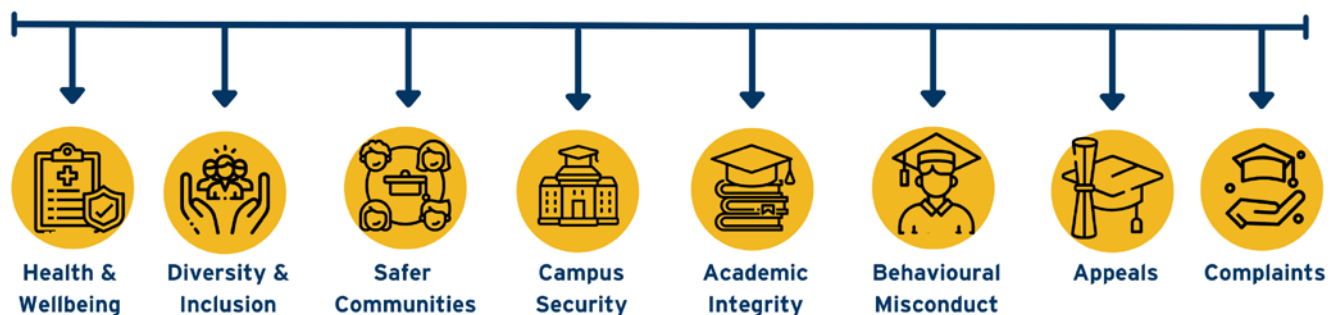 Health &
Wellbeing
Diversity &
Inclusion
Safer
Communities
Campus
Security
Academic
Integrity
Behavioural
Misconduct
Appeals
Complaints